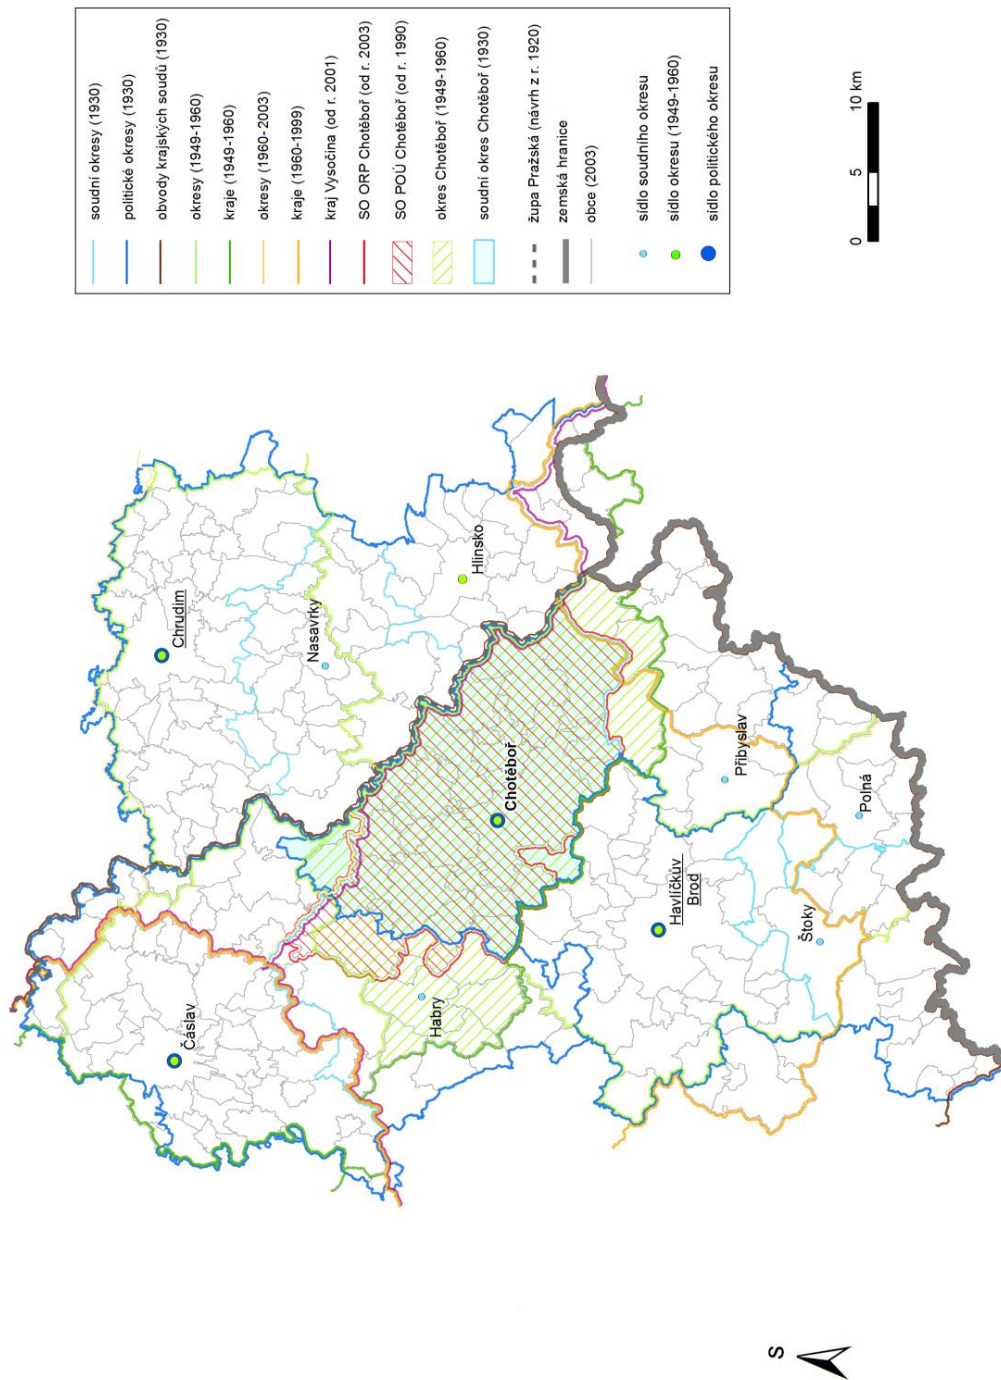 soudní okresy (1930)
politické okresy (1930)
obvody krajských soudů (1930)
okresy (1949-1960)
kraje (1949-1960)
okresy (1960- 2003)
kraje (1960-1999)
kraj Vysočina (od r. 2001)
SO ORP Chotěboř (od r. 2003)
SO POÚ Chotěboř (od r. 1990)
okres Chotěboř (1949-1960)
soudní okres Chotěboř (1930)
župa Pražská (návrh z r. 1920)
zemská hranice
obce (2003)
sídlo soudního okresu
sídlo okresu (1949-1960)
sídlo politického okresu
0 5 10 km
Čáslav
Chrudim
Nasavrky
Hlinsko
Habry
Chotěboř
Havlíčkův
Brod
Přibyslav
Štoky
Polná
S